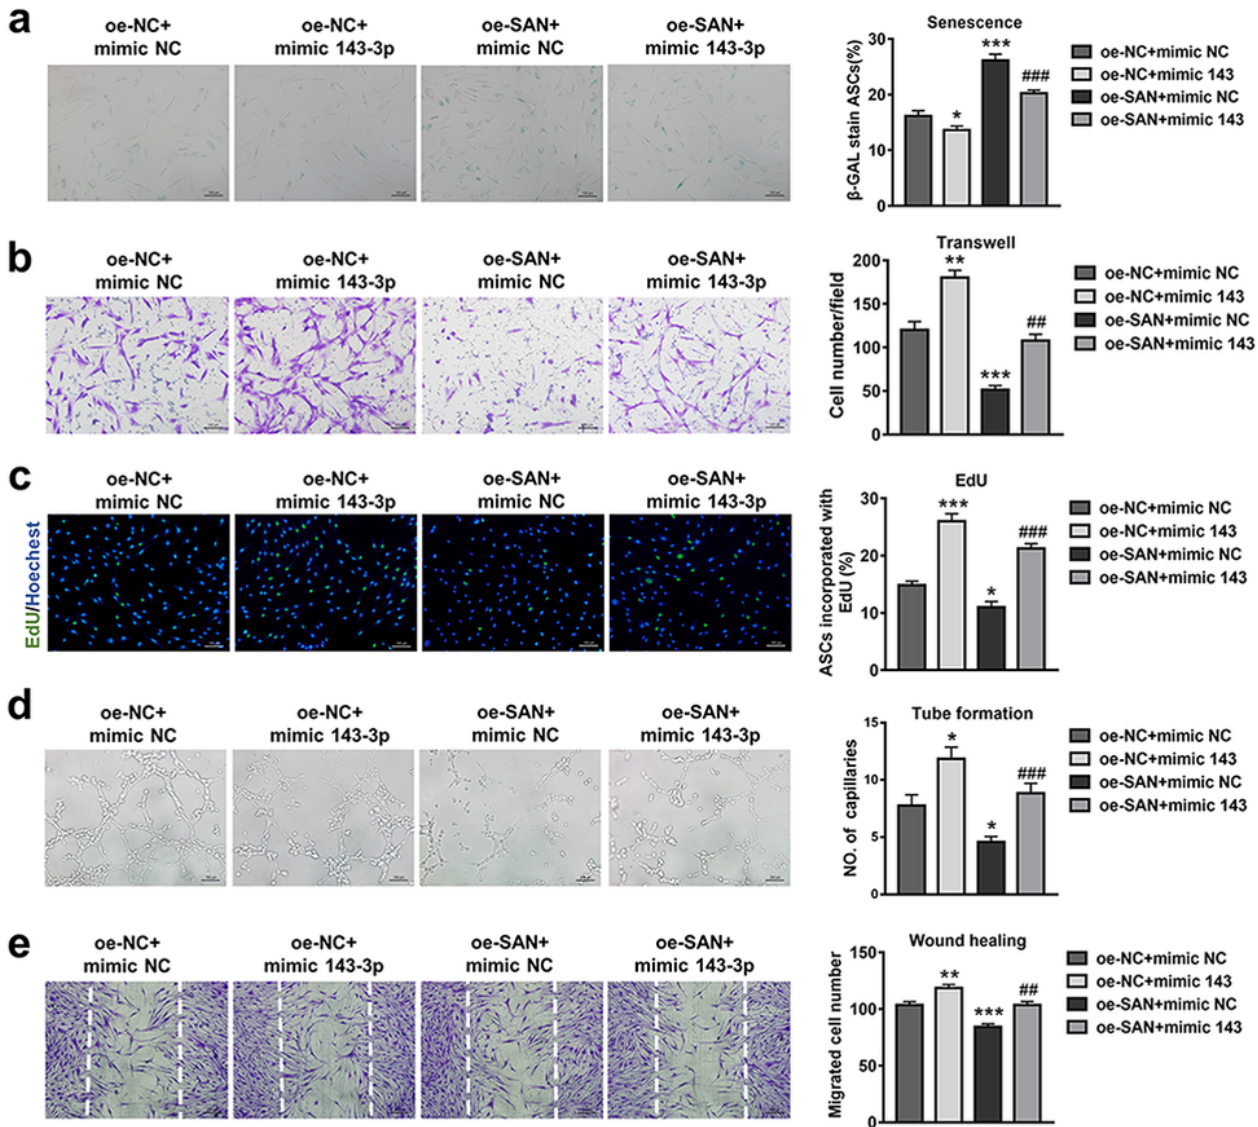 a
oe-NC+
mimic NC
oe-NC+
mimic 143-3p
oe-SAN+
mimic NC
oe-SAN+
mimic 143-3p
Senescence
β-GAL stain ASCs(%)
30
20
10
0
*
***
###
oe-NC+mimic NC
oe-NC+mimic 143
oe-SAN+mimic NC
oe-SAN+mimic 143
b
oe-NC+
mimic NC
oe-NC+
mimic 143-3p
oe-SAN+
mimic NC
oe-SAN+
mimic 143-3p
Transwell
Cell number/field
200
150
100
50
0
**
***
##
oe-NC+mimic NC
oe-NC+mimic 143
oe-SAN+mimic NC
oe-SAN+mimic 143
c
oe-NC+
mimic NC
oe-NC+
mimic 143-3p
oe-SAN+
mimic NC
oe-SAN+
mimic 143-3p
EdU/Hoechest
EdU
ASCs incorporated with
EdU (%)
30
20
10
0
***
*
###
oe-NC+mimic NC
oe-NC+mimic 143
oe-SAN+mimic NC
oe-SAN+mimic 143
d
oe-NC+
mimic NC
oe-NC+
mimic 143-3p
oe-SAN+
mimic NC
oe-SAN+
mimic 143-3p
Tube formation
NO. of capillaries
15
10
5
0
*
*
###
oe-NC+mimic NC
oe-NC+mimic 143
oe-SAN+mimic NC
oe-SAN+mimic 143
e
oe-NC+
mimic NC
oe-NC+
mimic 143-3p
oe-SAN+
mimic NC
oe-SAN+
mimic 143-3p
Wound healing
Migrated cell number
150
100
50
0
**
***
##
oe-NC+mimic NC
oe-NC+mimic 143
oe-SAN+mimic NC
oe-SAN+mimic 143